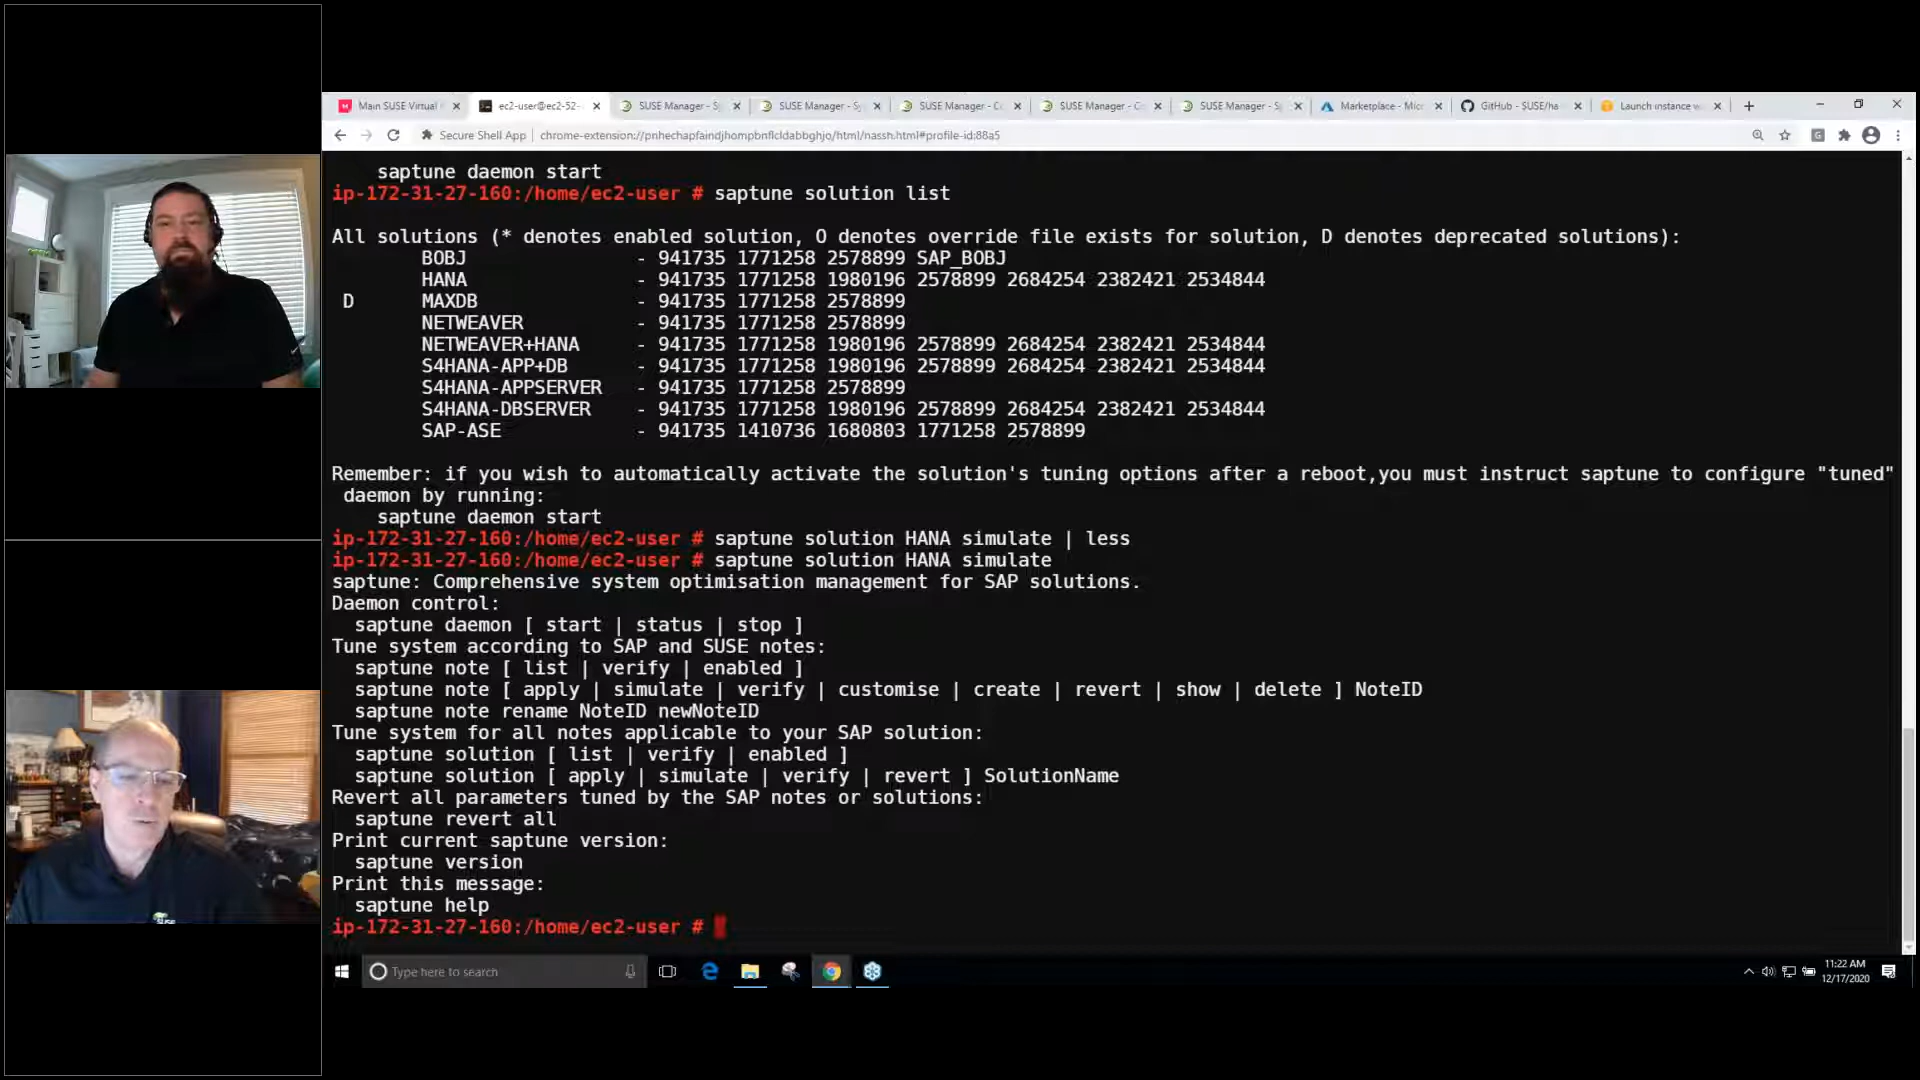 Main SUSE Virtual
ec2-user@ec2-52-
SUSE Manager - Sy
SUSE Manager - Sy
SUSE Manager - Co
SUSE Manager - Co
SUSE Manager - Sy
Marketplace - Micr
GitHub - SUSE/ha
Launch instance w
Secure Shell App
chrome-extension://pnhechapfaindjhompbnflcldabbghjo/html/nassh.html#profile-id:88a5
saptune daemon start
ip-172-31-27-160:/home/ec2-user # saptune solution list
All solutions (* denotes enabled solution, O denotes override file exists for solution, D denotes deprecated solutions):
BOBJ - 941735 1771258 2578899 SAP_BOBJ
HANA - 941735 1771258 1980196 2578899 2684254 2382421 2534844
D MAXDB - 941735 1771258 2578899
NETWEAVER - 941735 1771258 2578899
NETWEAVER+HANA - 941735 1771258 1980196 2578899 2684254 2382421 2534844
S4HANA-APP+DB - 941735 1771258 1980196 2578899 2684254 2382421 2534844
S4HANA-APPSERVER - 941735 1771258 2578899
S4HANA-DBSERVER - 941735 1771258 1980196 2578899 2684254 2382421 2534844
SAP-ASE - 941735 1410736 1680803 1771258 2578899
Remember: if you wish to automatically activate the solution's tuning options after a reboot,you must instruct saptune to configure "tuned"
daemon by running:
saptune daemon start
ip-172-31-27-160:/home/ec2-user # saptune solution HANA simulate | less
ip-172-31-27-160:/home/ec2-user # saptune solution HANA simulate
saptune: Comprehensive system optimisation management for SAP solutions.
Daemon control:
saptune daemon [ start | status | stop ]
Tune system according to SAP and SUSE notes:
saptune note [ list | verify | enabled ]
saptune note [ apply | simulate | verify | customise | create | revert | show | delete ] NoteID
saptune note rename NoteID newNoteID
Tune system for all notes applicable to your SAP solution:
saptune solution [ list | verify | enabled ]
saptune solution [ apply | simulate | verify | revert ] SolutionName
Revert all parameters tuned by the SAP notes or solutions:
saptune revert all
Print current saptune version:
saptune version
Print this message:
saptune help
ip-172-31-27-160:/home/ec2-user #
Type here to search
11:22 AM
12/17/2020